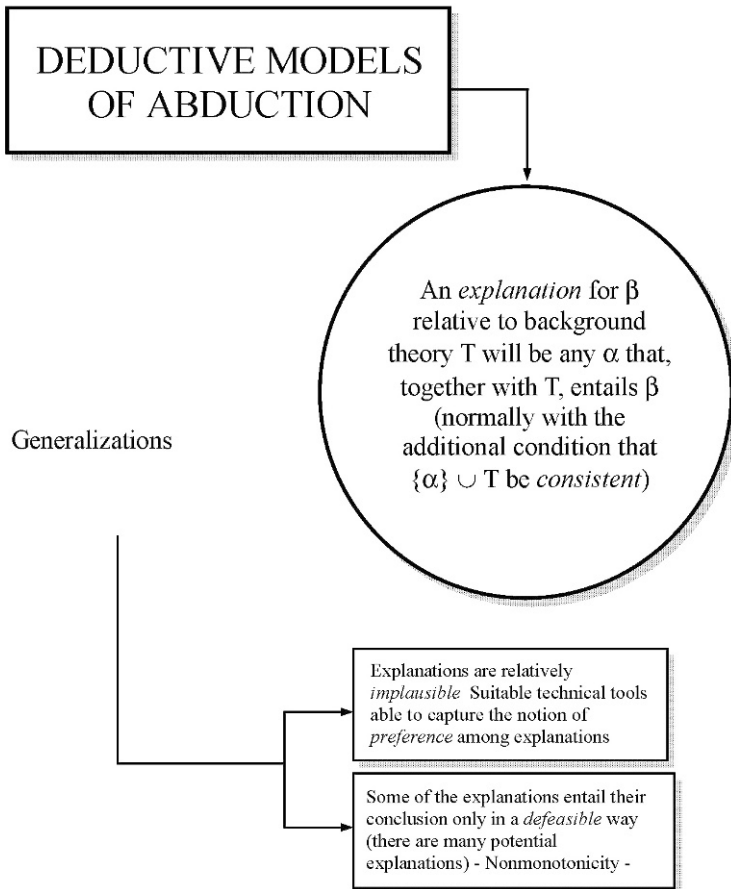 DEDUCTIVE MODELS
OF ABDUCTION
An explanation for β
relative to background
theory T will be any α that,
together with T, entails β
(normally with the
additional condition that
{α} ∪ T be consistent)
Generalizations
Explanations are relatively
implausible Suitable technical tools
able to capture the notion of
preference among explanations
Some of the explanations entail their
conclusion only in a defeasible way
(there are many potential
explanations) - Nonmonotonicity -